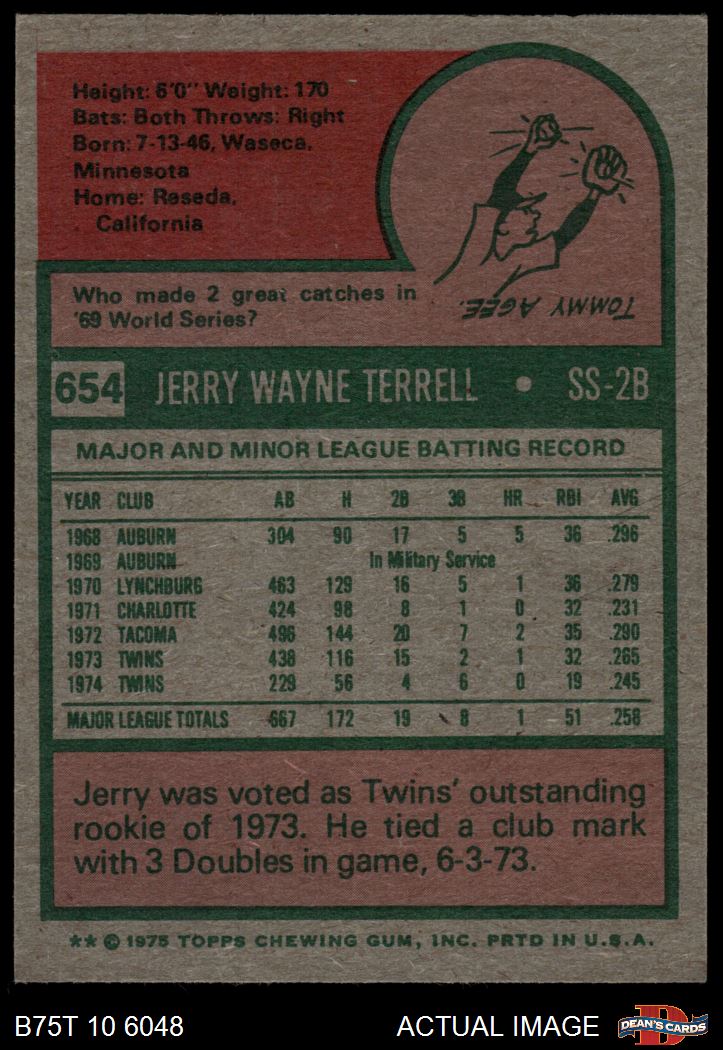 Height: 6'0" Weight: 170
Bats: Both Throws: Right
Born: 7-13-46, Waseca,
Minnesota
Home: Reseda,
California
Who made 2 great catches in
'69 World Series?
TOMMY AGEE.
654 JERRY WAYNE TERRELL • SS-2B
MAJOR AND MINOR LEAGUE BATTING RECORD
YEAR CLUB AB H 2B 3B HR RBI AVG
1968 AUBURN 304 90 17 5 5 36 .296
1969 AUBURN In Military Service
1970 LYNCHBURG 463 129 16 5 1 36 .279
1971 CHARLOTTE 424 98 8 1 0 32 .231
1972 TACOMA 496 144 20 7 2 35 .290
1973 TWINS 438 116 15 2 1 32 .265
1974 TWINS 229 56 4 6 0 19 .245
MAJOR LEAGUE TOTALS 667 172 19 8 1 51 .258
Jerry was voted as Twins' outstanding
rookie of 1973. He tied a club mark
with 3 Doubles in game, 6-3-73.
** © 1975 TOPPS CHEWING GUM, INC. PRTD IN U.S.A.
B75T 10 6048 ACTUAL IMAGE D DEAN'S CARDS